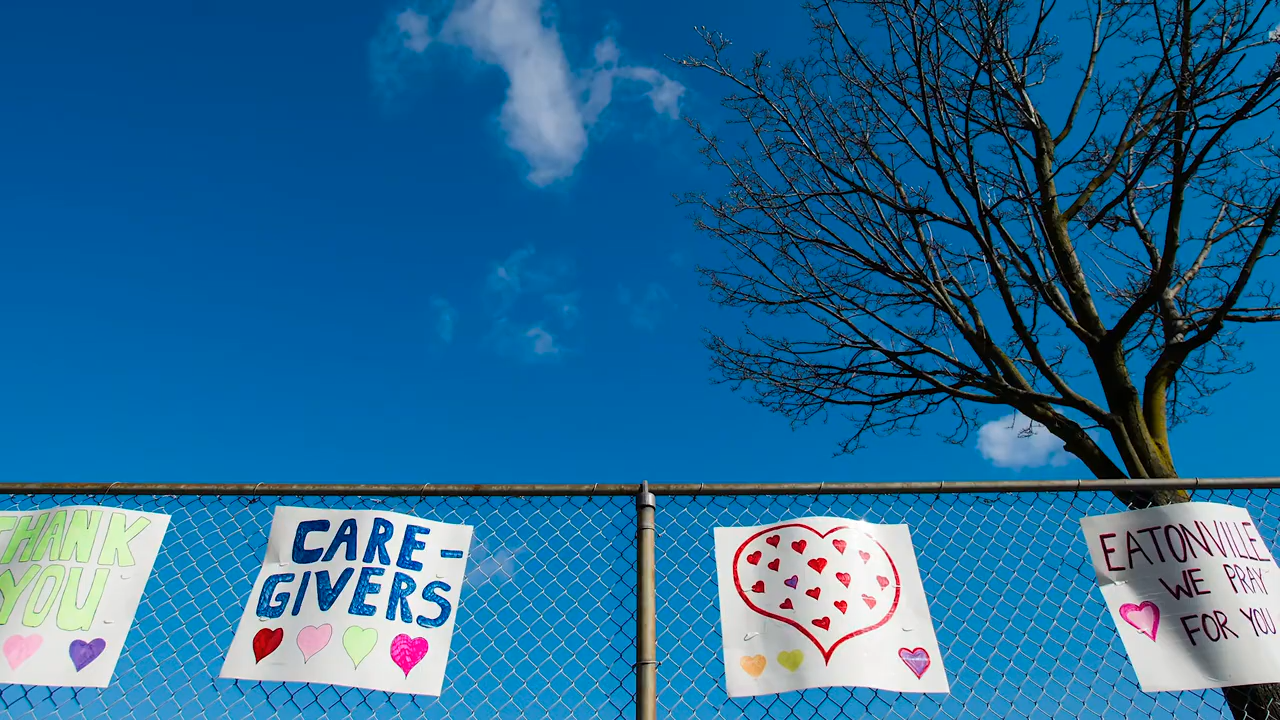 THANK
YOU
CARE-
GIVERS
EATONVILLE
WE PRAY
FOR YOU